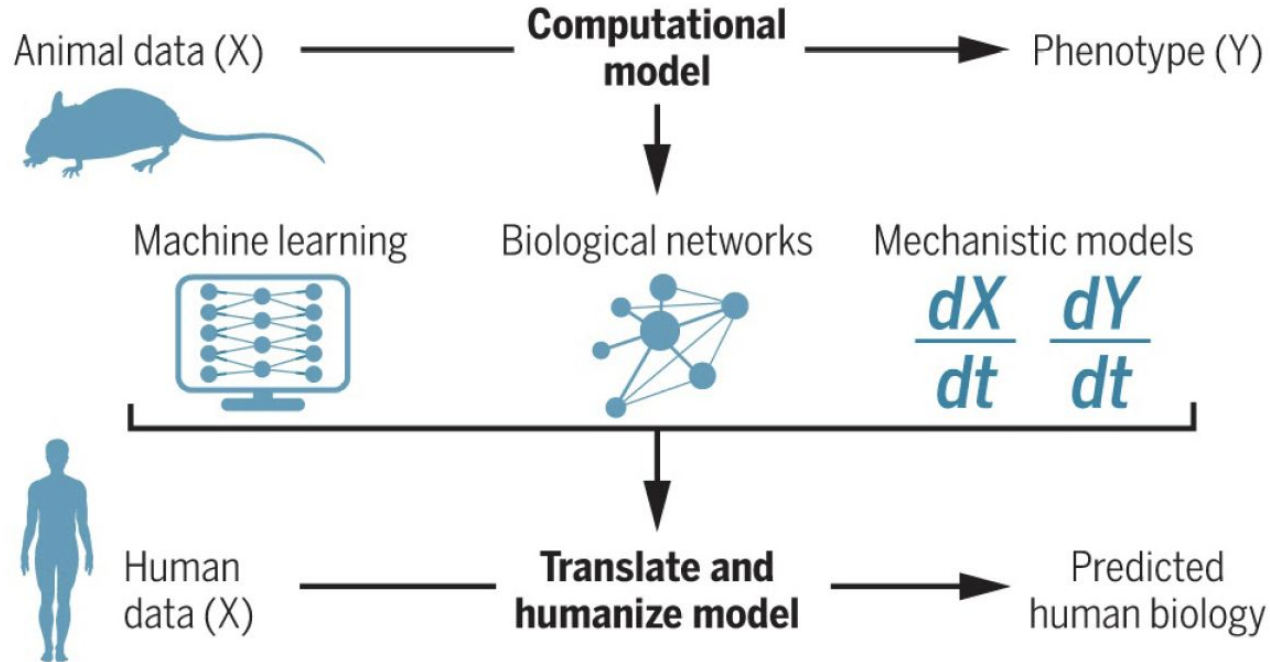 Animal data (X)
Computational
model
Phenotype (Y)
Machine learning
Biological networks
Mechanistic models
dX
dt
dY
dt
Human
data (X)
Translate and
humanize model
Predicted
human biology